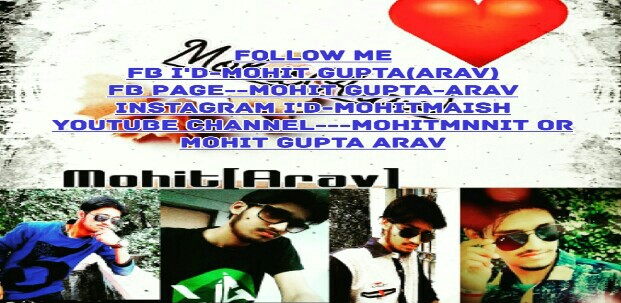 FOLLOW ME
FB I'D-MOHIT GUPTA(ARAV)
FB PAGE--MOHIT GUPTA-ARAV
INSTAGRAM I.D-MOHITMAISH
YOUTUBE CHANNEL---MOHITMNNIT OR
MOHIT GUPTA ARAV
Mohit[Arav]